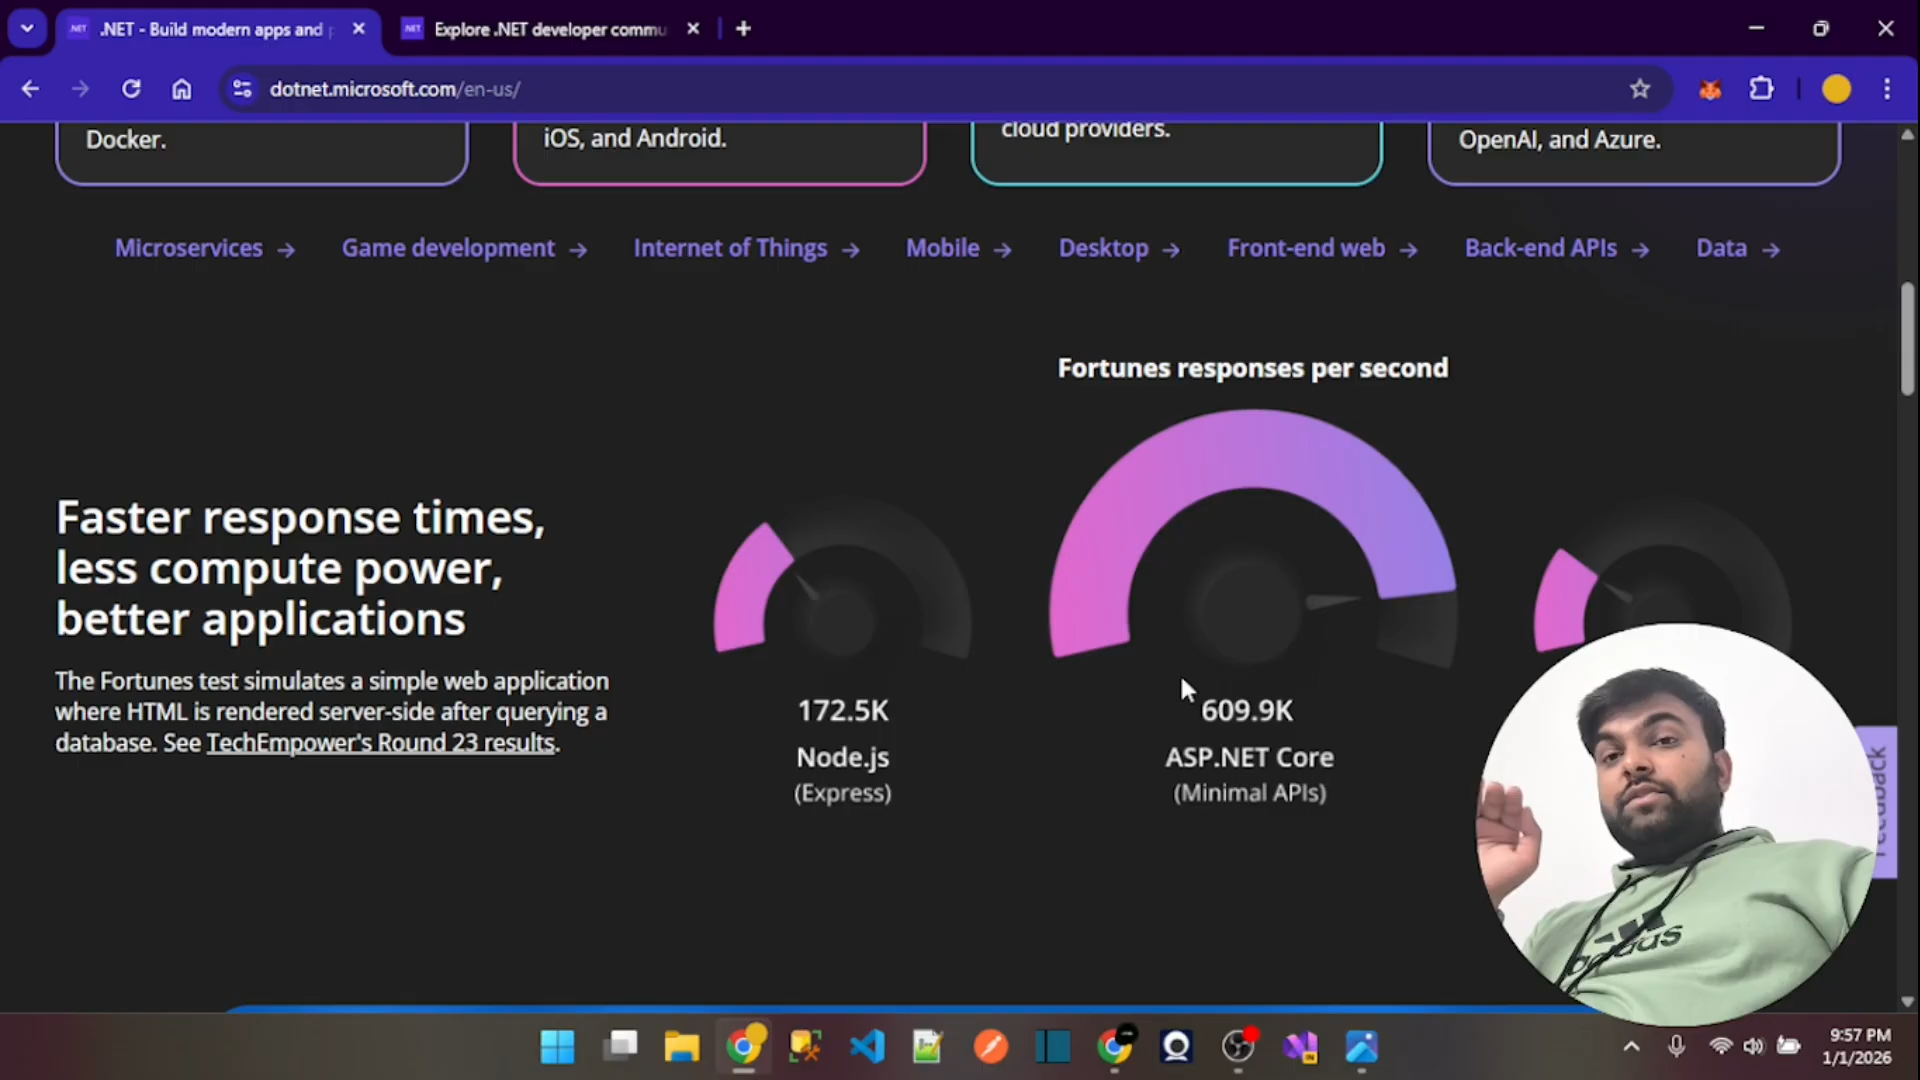 .NET - Build modern apps and
Explore .NET developer commu
dotnet.microsoft.com/en-us/
Docker.
iOS, and Android.
cloud providers.
OpenAI, and Azure.
Microservices →
Game development →
Internet of Things →
Mobile →
Desktop →
Front-end web →
Back-end APIs →
Data →
Fortunes responses per second
Faster response times,
less compute power,
better applications
The Fortunes test simulates a simple web application
where HTML is rendered server-side after querying a
database. See TechEmpower's Round 23 results.
172.5K
Node.js
(Express)
609.9K
ASP.NET Core
(Minimal APIs)
Feedback
adidas
9:57 PM
1/1/2026